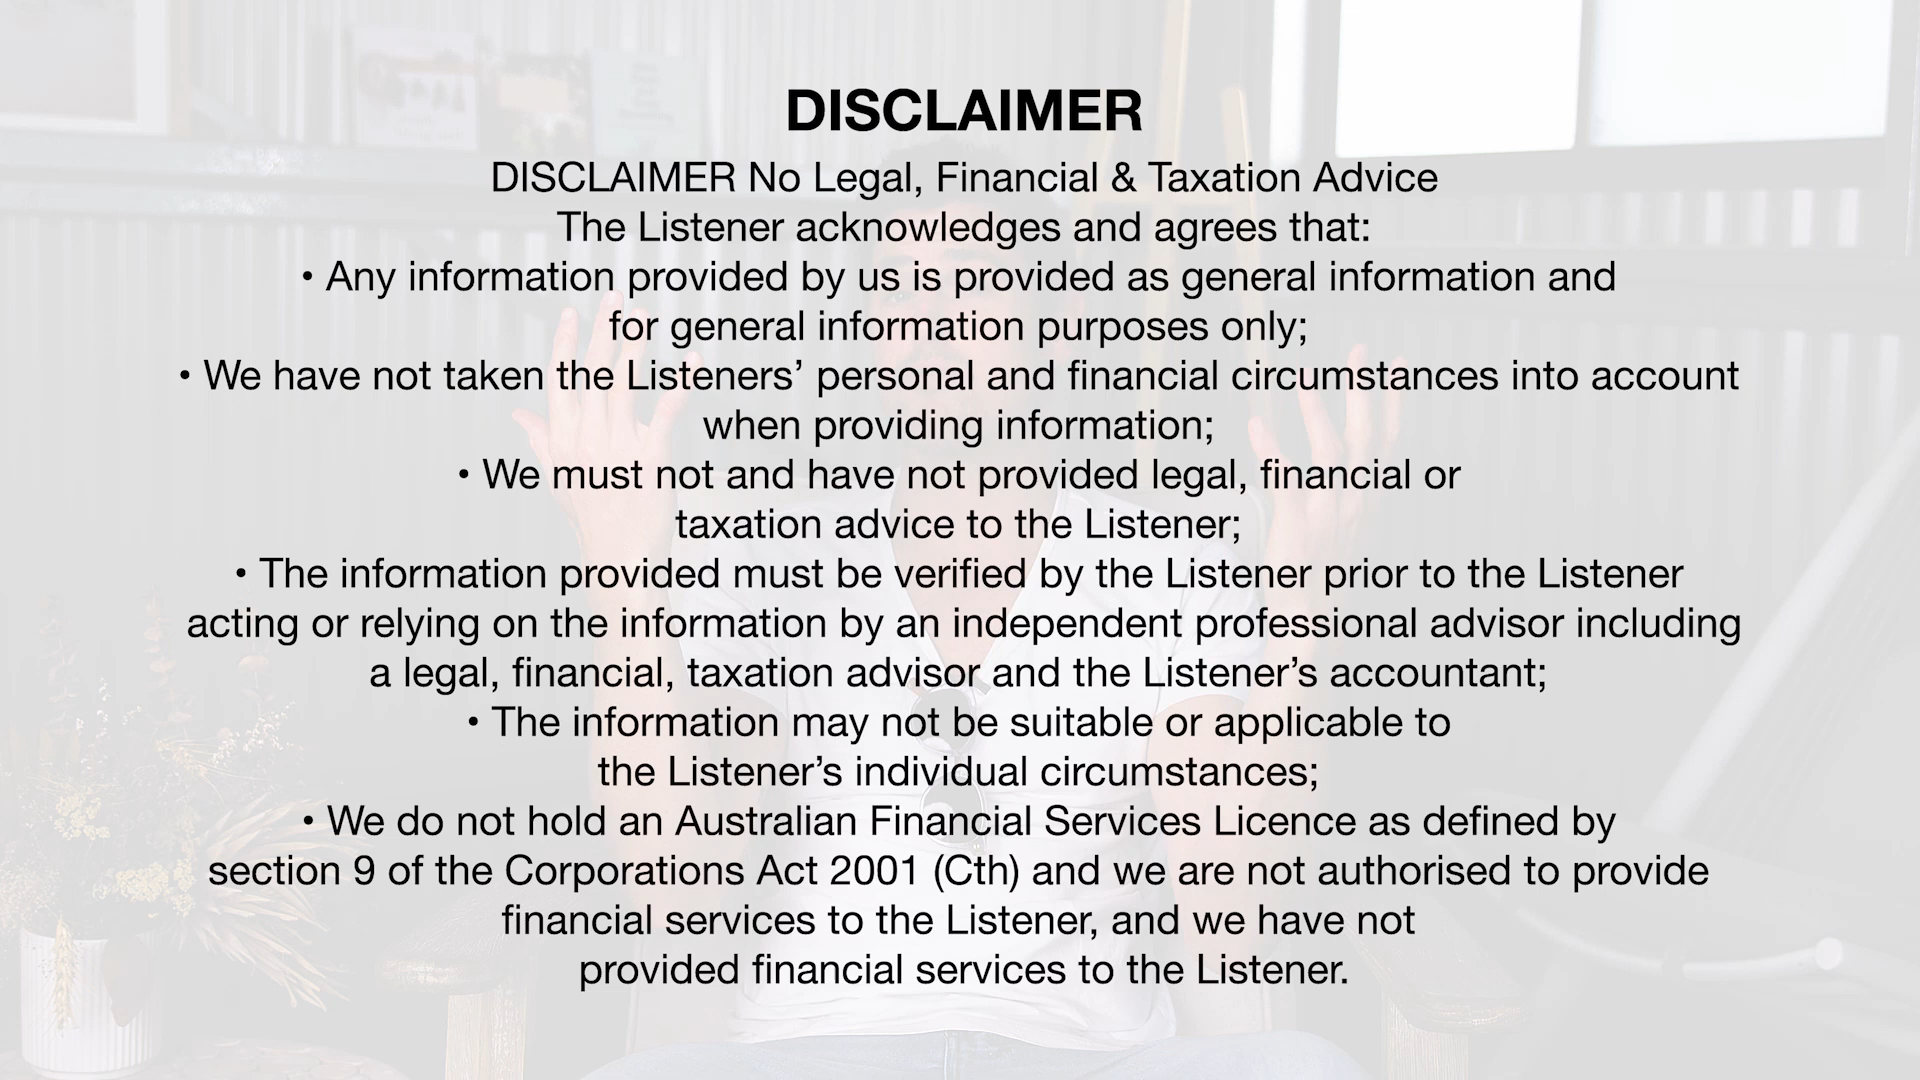 DISCLAIMER
DISCLAIMER No Legal, Financial & Taxation Advice
The Listener acknowledges and agrees that:
• Any information provided by us is provided as general information and
for general information purposes only;
• We have not taken the Listeners’ personal and financial circumstances into account
when providing information;
• We must not and have not provided legal, financial or
taxation advice to the Listener;
• The information provided must be verified by the Listener prior to the Listener
acting or relying on the information by an independent professional advisor including
a legal, financial, taxation advisor and the Listener’s accountant;
• The information may not be suitable or applicable to
the Listener’s individual circumstances;
• We do not hold an Australian Financial Services Licence as defined by
section 9 of the Corporations Act 2001 (Cth) and we are not authorised to provide
financial services to the Listener, and we have not
provided financial services to the Listener.